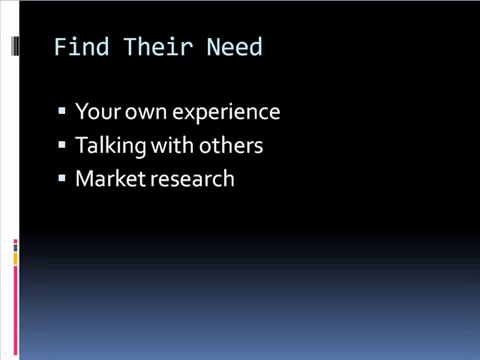 Find Their Need
Your own experience
Talking with others
Market research